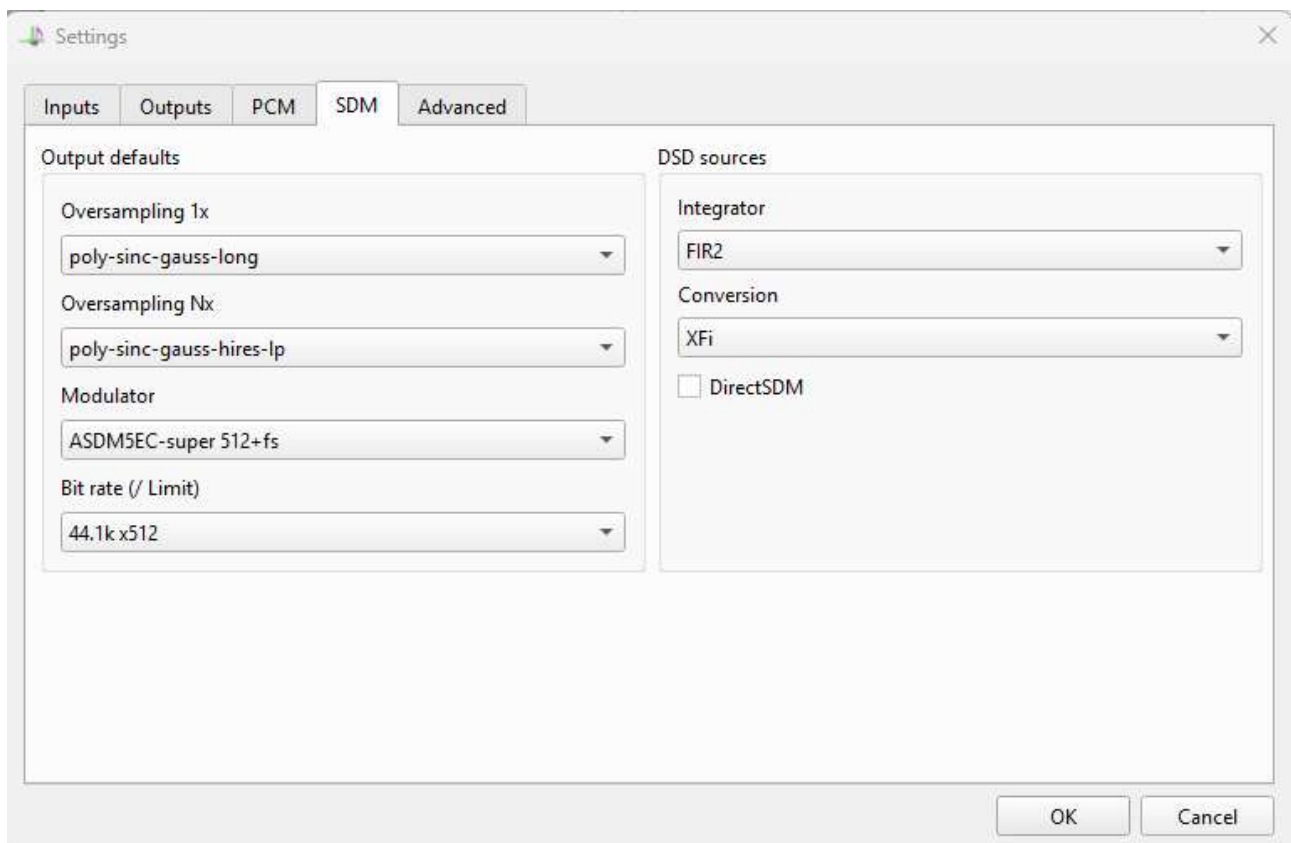 Settings
Inputs
Outputs
PCM
SDM
Advanced
Output defaults
Oversampling 1x
poly-sinc-gauss-long
Oversampling Nx
poly-sinc-gauss-hires-lp
Modulator
ASDM5EC-super 512+fs
Bit rate (/ Limit)
44.1k x512
DSD sources
Integrator
FIR2
Conversion
XFi
DirectSDM
OK
Cancel